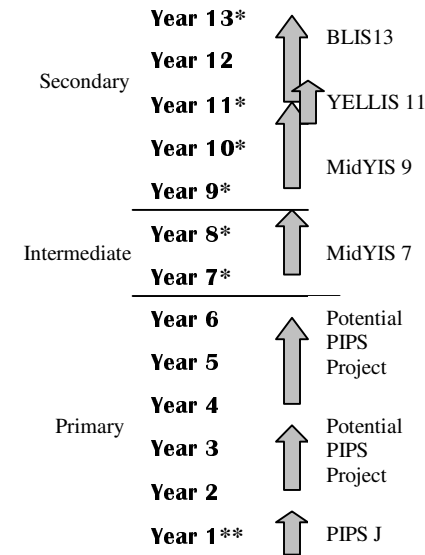 Year 13*
BLIS13
Year 12
Secondary
Year 11*
YELLIS 11
Year 10*
MidYIS 9
Year 9*
Year 8*
Intermediate
MidYIS 7
Year 7*
Year 6
Potential
PIPS
Project
Year 5
Year 4
Primary
Potential
PIPS
Project
Year 3
Year 2
Year 1**
PIPS J